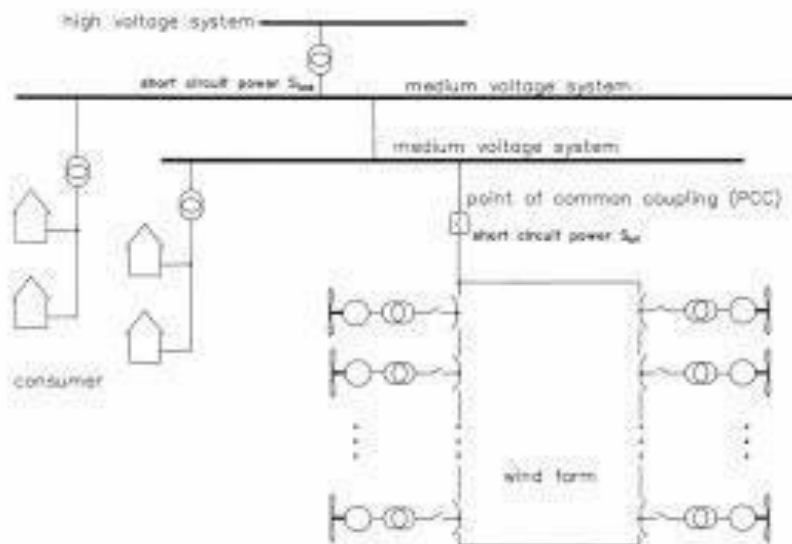 high voltage system
short circuit power
medium voltage system
medium voltage system
point of common coupling (PCC)
short circuit power
consumer
wind farm